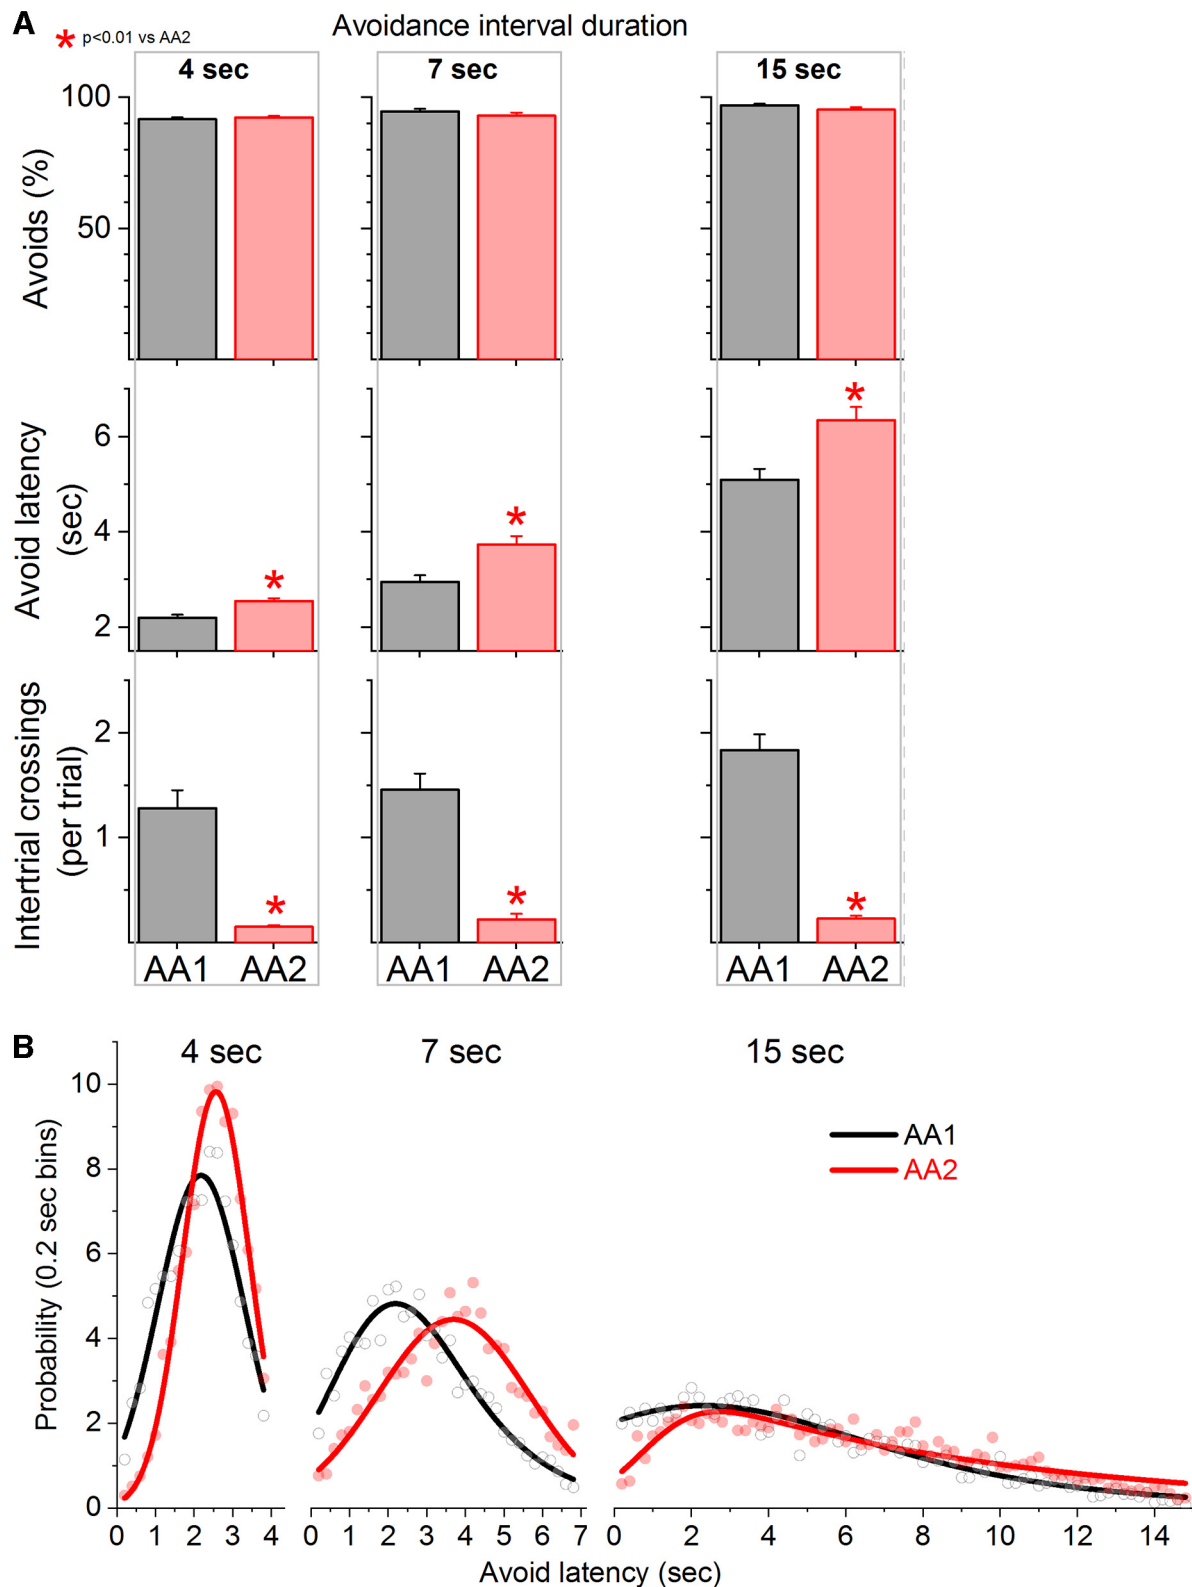 A
* p<0.01 vs AA2
Avoidance interval duration
4 sec
7 sec
15 sec
Avoids (%)
100
50
Avoid latency
(sec)
6
4
2
*
*
*
Intertrial crossings
(per trial)
2
1
*
*
*
AA1 AA2
AA1 AA2
AA1 AA2
B
4 sec
7 sec
15 sec
AA1
AA2
Probability (0.2 sec bins)
10
8
6
4
2
0
0 1 2 3 4
0 1 2 3 4 5 6 7
0 2 4 6 8 10 12 14
Avoid latency (sec)